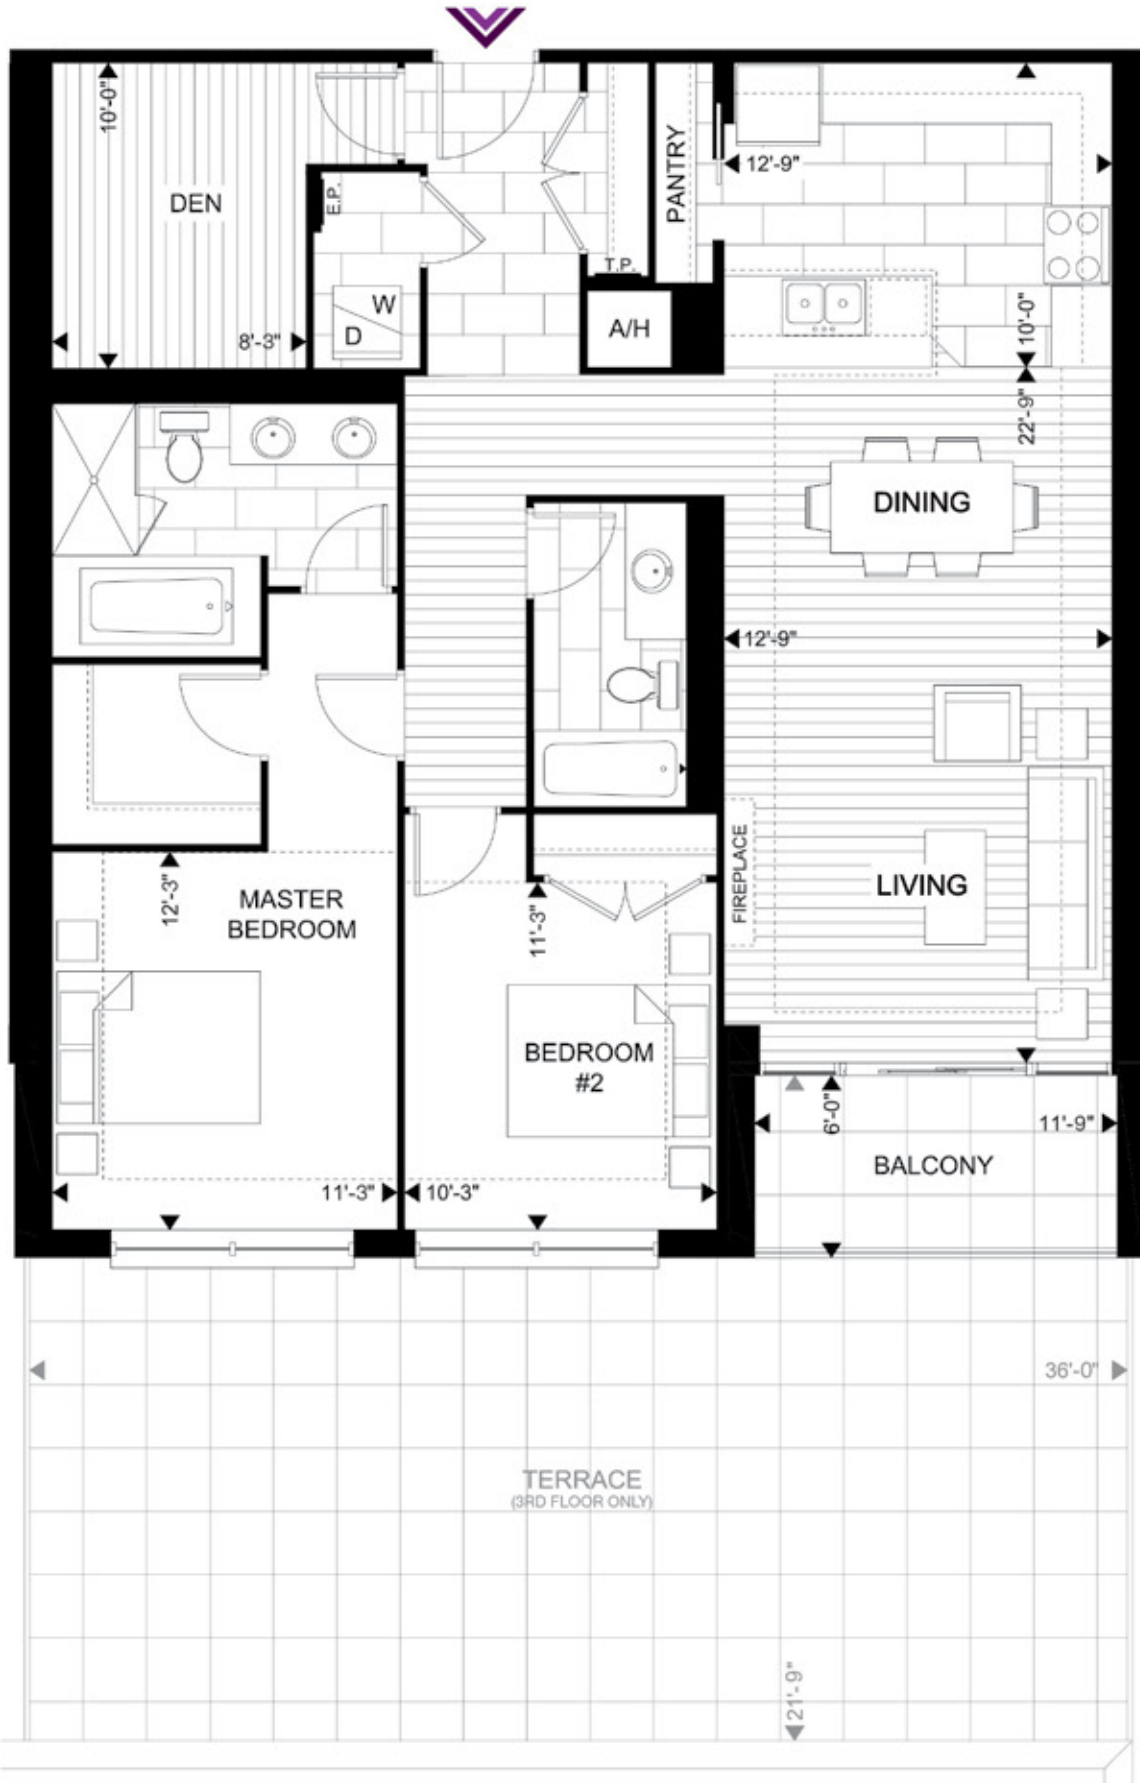 10'-0"
DEN
8'-3"
E.P.
W
D
T.P.
A/H
PANTRY
12'-9"
10'-0"
22'-9"
DINING
12'-9"
FIREPLACE
LIVING
12'-3"
MASTER
BEDROOM
11'-3"
11'-3"
BEDROOM
#2
10'-3"
6'-0"
11'-9"
BALCONY
36'-0"
TERRACE
(3RD FLOOR ONLY)
21'-9"